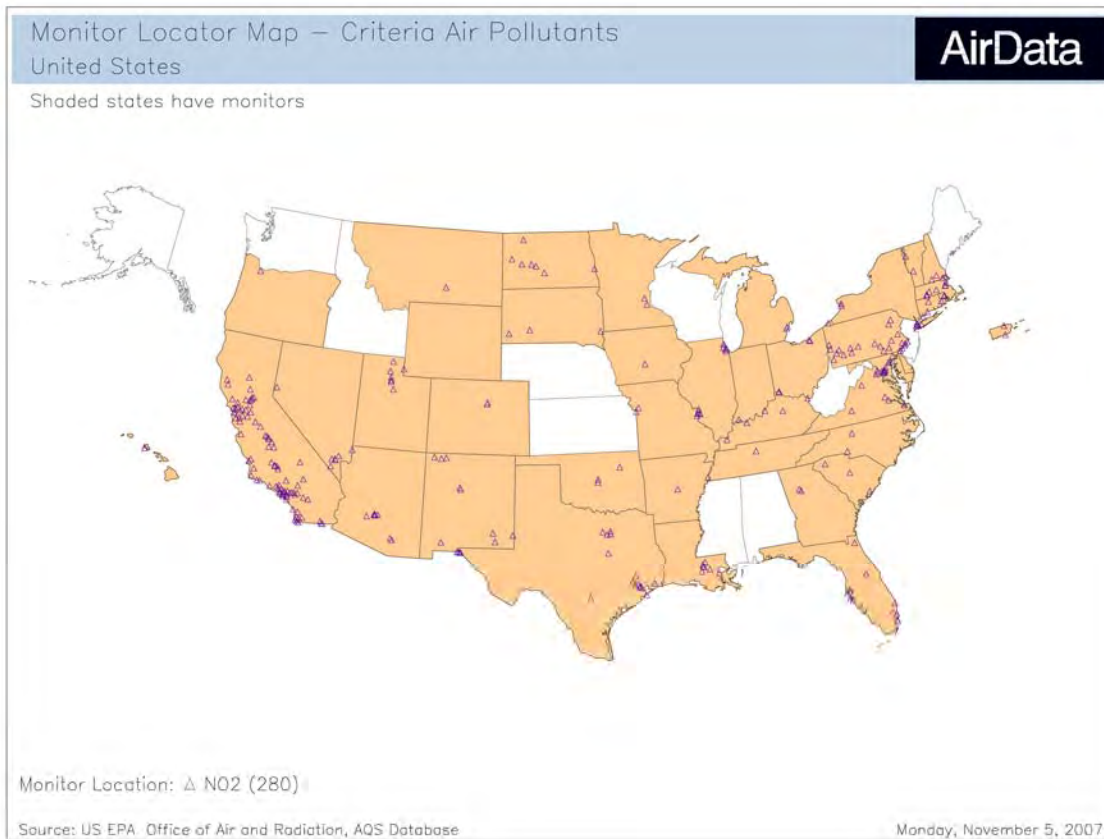 Monitor Locator Map – Criteria Air Pollutants
United States
AirData
Shaded states have monitors
Monitor Location: △ NO2 (280)
Source: US EPA Office of Air and Radiation, AQS Database
Monday, November 5, 2007